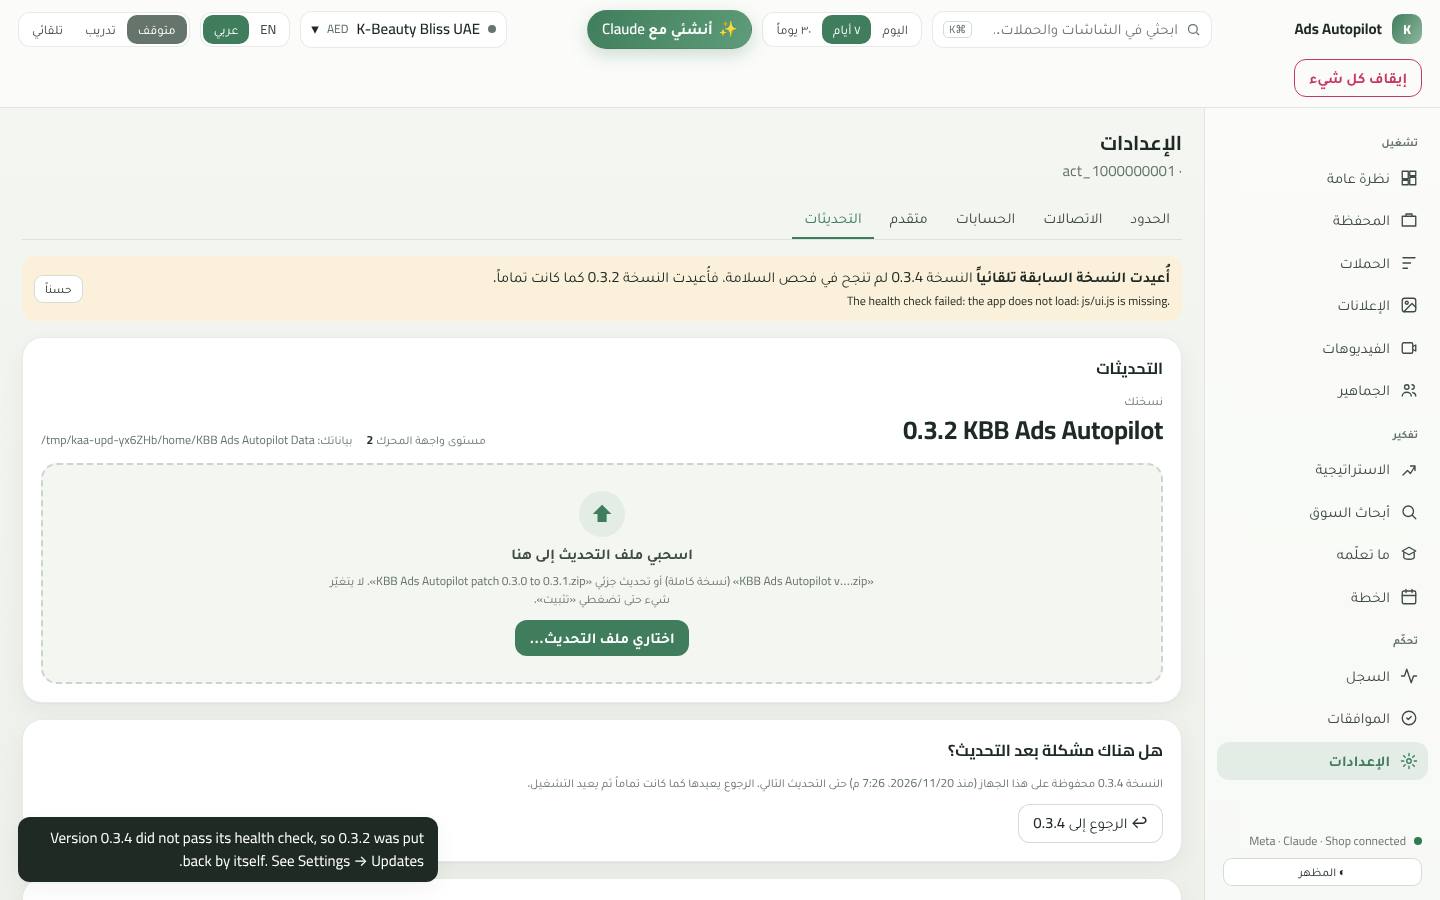 K Ads Autopilot
ابحثي في الشاشات والحملات.. ⌘K
اليوم ٧ أيام ٣٠ يوماً
✨ أنشئي مع Claude
K-Beauty Bliss UAE AED ▼
EN عربي
متوقف تدريب تلقائي
إيقاف كل شيء
تشغيل
نظرة عامة
المحفظة
الحملات
الإعلانات
الفيديوهات
الجماهير
تفكير
الاستراتيجية
أبحاث السوق
ما تعلّمه
الخطة
تحكّم
السجل
الموافقات
الإعدادات
Meta · Claude · Shop connected
المظهر
الإعدادات
· act_1000000001
الحدود الاتصالات الحسابات متقدم التحديثات
أُعيدت النسخة السابقة تلقائياً النسخة 0.3.4 لم تنجح في فحص السلامة، فأُعيدت النسخة 0.3.2 كما كانت تماماً.
The health check failed: the app does not load: js/ui.js is missing.
حسناً
التحديثات
نسختك
0.3.2 KBB Ads Autopilot
مستوى واجهة المحرك 2 بياناتك: /tmp/kaa-upd-yx6ZHb/home/KBB Ads Autopilot Data
اسحبي ملف التحديث إلى هنا
«KBB Ads Autopilot v….zip» (نسخة كاملة) أو تحديث جزئي «KBB Ads Autopilot patch 0.3.0 to 0.3.1.zip». لا يتغيّر
شيء حتى تضغطي «تثبيت».
اختاري ملف التحديث...
هل هناك مشكلة بعد التحديث؟
النسخة 0.3.4 محفوظة على هذا الجهاز (منذ 2026/11/20، 7:26 م) حتى التحديث التالي. الرجوع يعيدها كما كانت تماماً ثم يعيد التشغيل.
↩ الرجوع إلى 0.3.4
Version 0.3.4 did not pass its health check, so 0.3.2 was put
back by itself. See Settings → Updates.